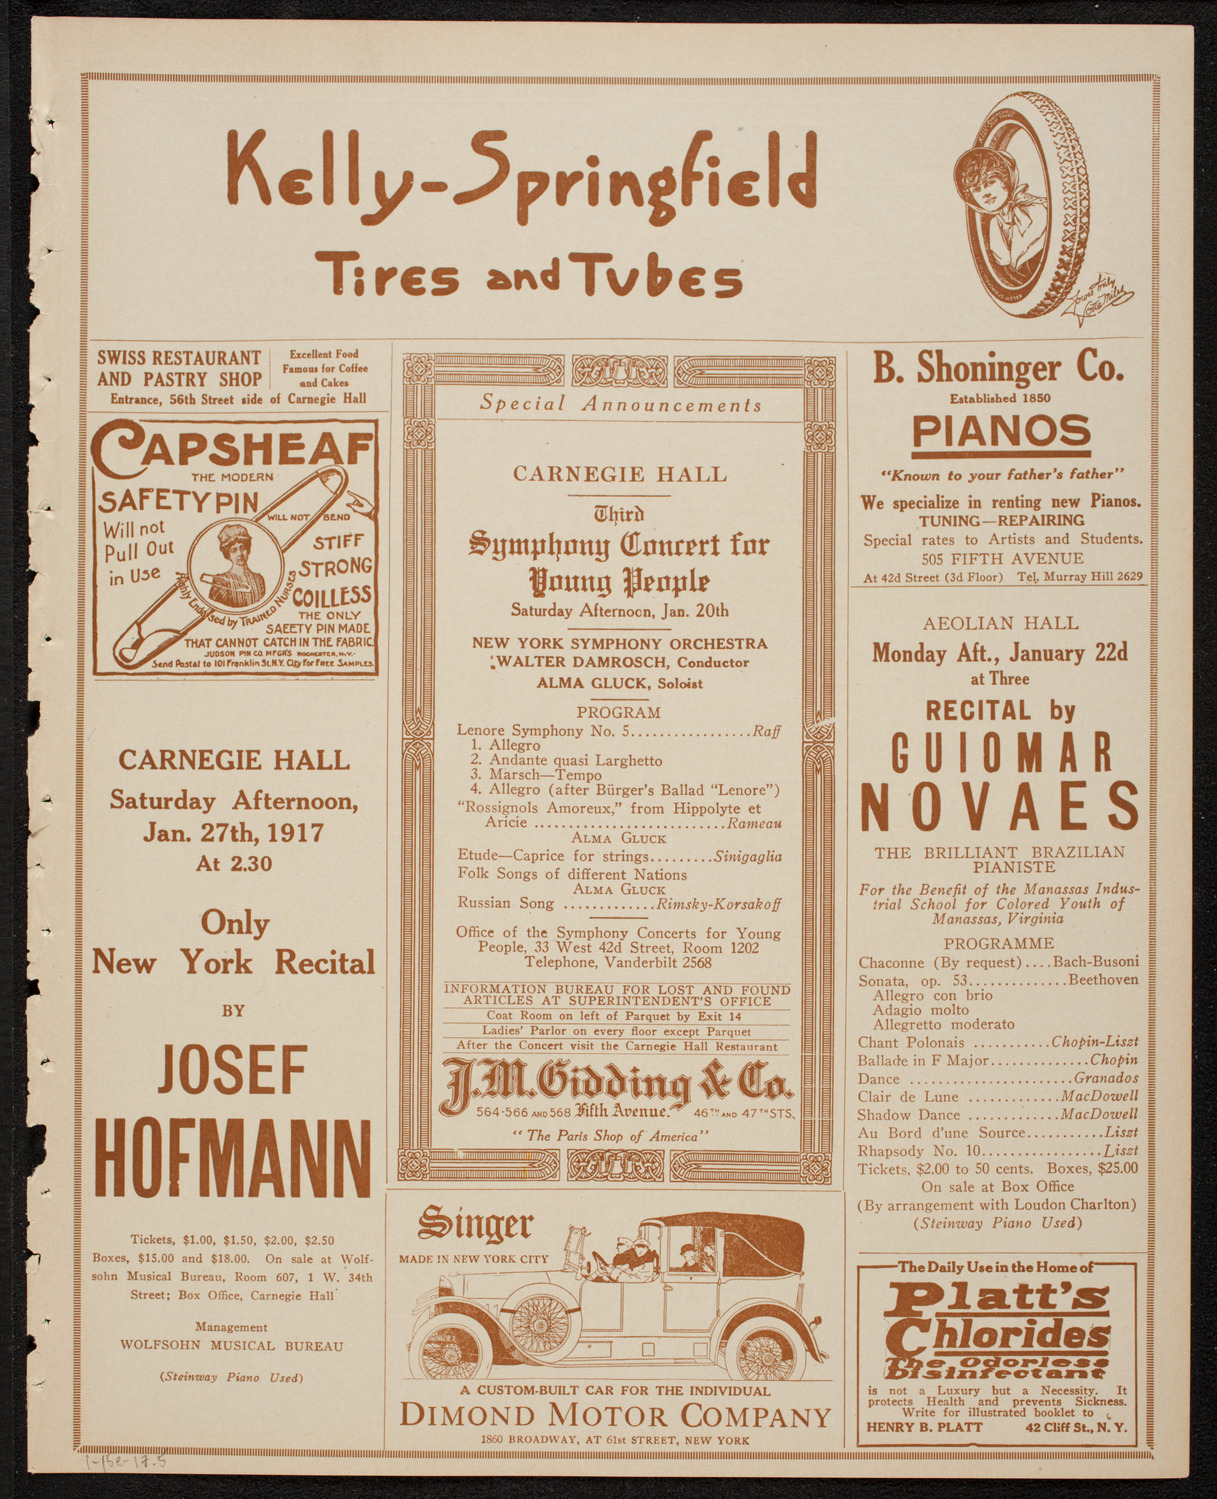 Kelly-Springfield
Tires and Tubes
Yours truly
Lotta Miles
SWISS RESTAURANT
AND PASTRY SHOP
Excellent Food
Famous for Coffee
and Cakes
Entrance, 56th Street side of Carnegie Hall
CAPSHEAF
THE MODERN
SAFETY PIN
WILL NOT BEND
Will not
Pull Out
in Use
STIFF
STRONG
COILLESS
Highly Endorsed by TRAINED NURSES
THE ONLY
SAFETY PIN MADE
THAT CANNOT CATCH IN THE FABRIC.
JUDSON PIN CO. MFGR'S ROCHESTER, N.Y.
Send Postal to 101 Franklin St. N.Y. City for FREE SAMPLES.
CARNEGIE HALL
Saturday Afternoon,
Jan. 27th, 1917
At 2.30
Only
New York Recital
BY
JOSEF
HOFMANN
Tickets, $1.00, $1.50, $2.00, $2.50
Boxes, $15.00 and $18.00. On sale at Wolf-
sohn Musical Bureau, Room 607, 1 W. 34th
Street; Box Office, Carnegie Hall
Management
WOLFSOHN MUSICAL BUREAU
(Steinway Piano Used)
Special Announcements
CARNEGIE HALL
Third
Symphony Concert for
Young People
Saturday Afternoon, Jan. 20th
NEW YORK SYMPHONY ORCHESTRA
WALTER DAMROSCH, Conductor
ALMA GLUCK, Soloist
PROGRAM
Lenore Symphony No. 5.................Raff
1. Allegro
2. Andante quasi Larghetto
3. Marsch—Tempo
4. Allegro (after Bürger's Ballad "Lenore")
"Rossignols Amoreux," from Hippolyte et
Aricie ...........................Rameau
ALMA GLUCK
Etude—Caprice for strings.........Sinigaglia
Folk Songs of different Nations
ALMA GLUCK
Russian Song .............Rimsky-Korsakoff
Office of the Symphony Concerts for Young
People, 33 West 42d Street, Room 1202
Telephone, Vanderbilt 2568
INFORMATION BUREAU FOR LOST AND FOUND
ARTICLES AT SUPERINTENDENT'S OFFICE
Coat Room on left of Parquet by Exit 14
Ladies' Parlor on every floor except Parquet
After the Concert visit the Carnegie Hall Restaurant
J.M. Gidding & Co.
564-566 AND 568 Fifth Avenue. 46TH AND 47TH STS.
"The Paris Shop of America"
Singer
MADE IN NEW YORK CITY
A CUSTOM-BUILT CAR FOR THE INDIVIDUAL
DIMOND MOTOR COMPANY
1860 BROADWAY, AT 61st STREET, NEW YORK
B. Shoninger Co.
Established 1850
PIANOS
"Known to your father's father"
We specialize in renting new Pianos.
TUNING—REPAIRING
Special rates to Artists and Students.
505 FIFTH AVENUE
At 42d Street (3d Floor) Tel. Murray Hill 2629
AEOLIAN HALL
Monday Aft., January 22d
at Three
RECITAL by
GUIOMAR
NOVAES
THE BRILLIANT BRAZILIAN
PIANISTE
For the Benefit of the Manassas Indus-
trial School for Colored Youth of
Manassas, Virginia
PROGRAMME
Chaconne (By request) ....Bach-Busoni
Sonata, op. 53..............Beethoven
Allegro con brio
Adagio molto
Allegretto moderato
Chant Polonais ...........Chopin-Liszt
Ballade in F Major.............Chopin
Dance .......................Granados
Clair de Lune .............MacDowell
Shadow Dance ............MacDowell
Au Bord d'une Source...........Liszt
Rhapsody No. 10.................Liszt
Tickets, $2.00 to 50 cents. Boxes, $25.00
On sale at Box Office
(By arrangement with Loudon Charlton)
(Steinway Piano Used)
The Daily Use in the Home of
Platt's
Chlorides
The Odorless
Disinfectant
is not a Luxury but a Necessity. It
protects Health and prevents Sickness.
Write for illustrated booklet to
HENRY B. PLATT 42 Cliff St., N. Y.